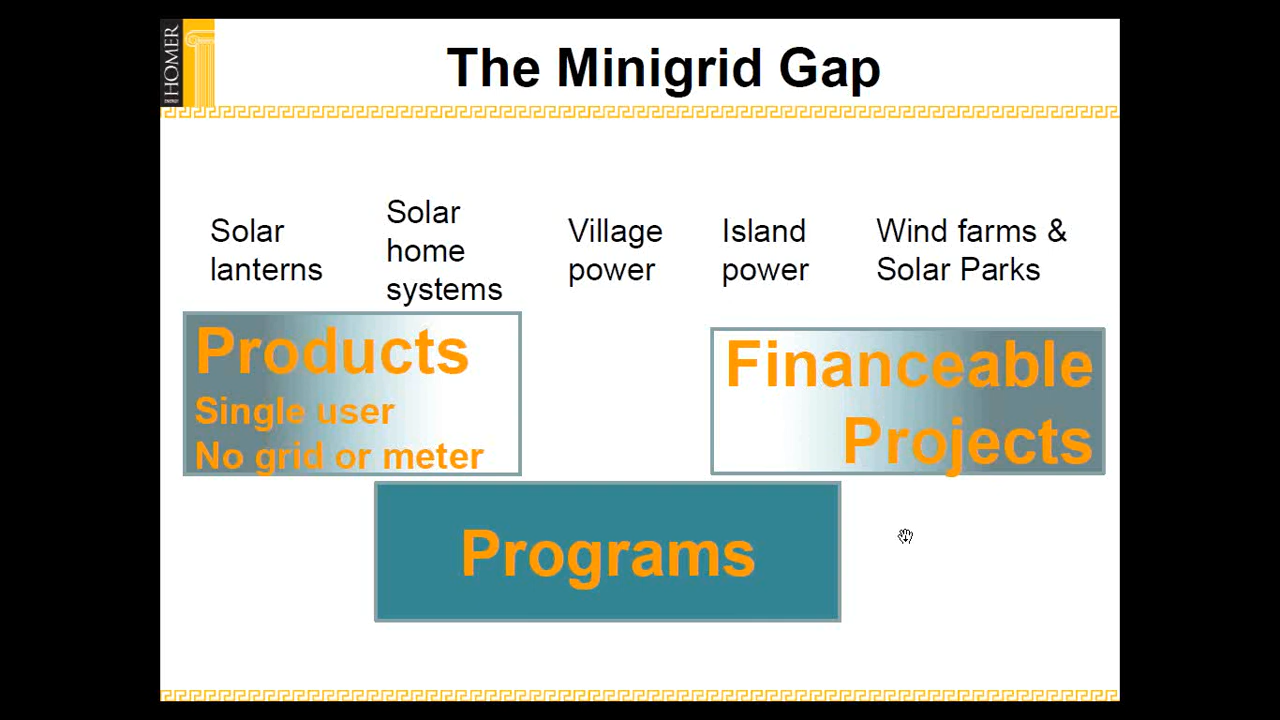 HOMER
ENERGY
The Minigrid Gap
Solar
lanterns
Solar
home
systems
Village
power
Island
power
Wind farms &
Solar Parks
Products
Single user
No grid or meter
Financeable
Projects
Programs